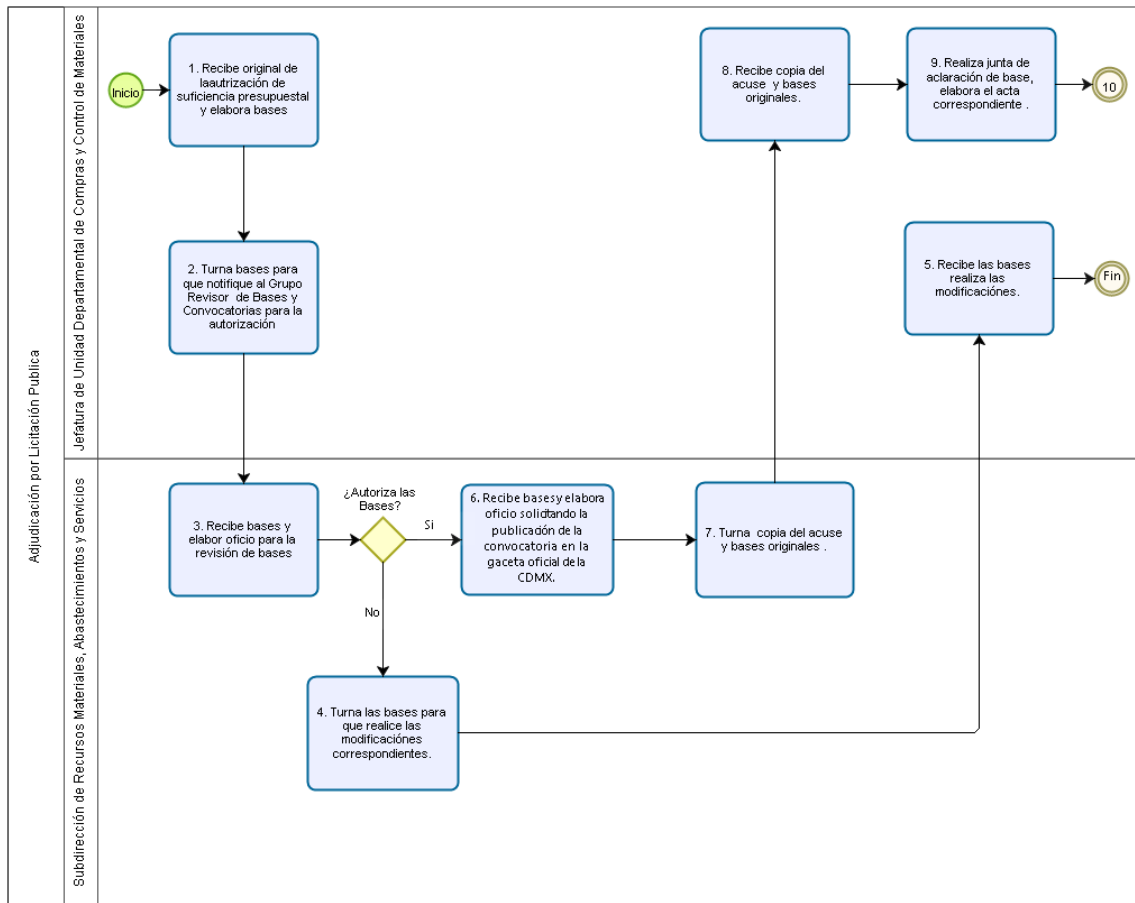 Adjudicación por Licitación Publica
Jefatura de Unidad Departamental de Compras y Control de Materiales
Inicio
1. Recibe original de
laautrización de
suficiencia presupuestal
y elabora bases
8. Recibe copia del
acuse y bases
originales.
9. Realiza junta de
aclaración de base,
elabora el acta
correspondiente .
10
2. Turna bases para
que notifique al Grupo
Revisor de Bases y
Convocatorias para la
autorización
5. Recibe las bases
realiza las
modificaciónes.
Fin
Subdirección de Recursos Materiales, Abastecimientos y Servicios
3. Recibe bases y
elabor oficio para la
revisión de bases
¿Autoriza las
Bases?
Si
No
6. Recibe bases y elabora
oficio solicitando la
publicación de la
convocatoria en la
gaceta oficial de la
CDMX.
7. Turna copia del acuse
y bases originales .
4. Turna las bases para
que realice las
modificaciónes
correspondientes.